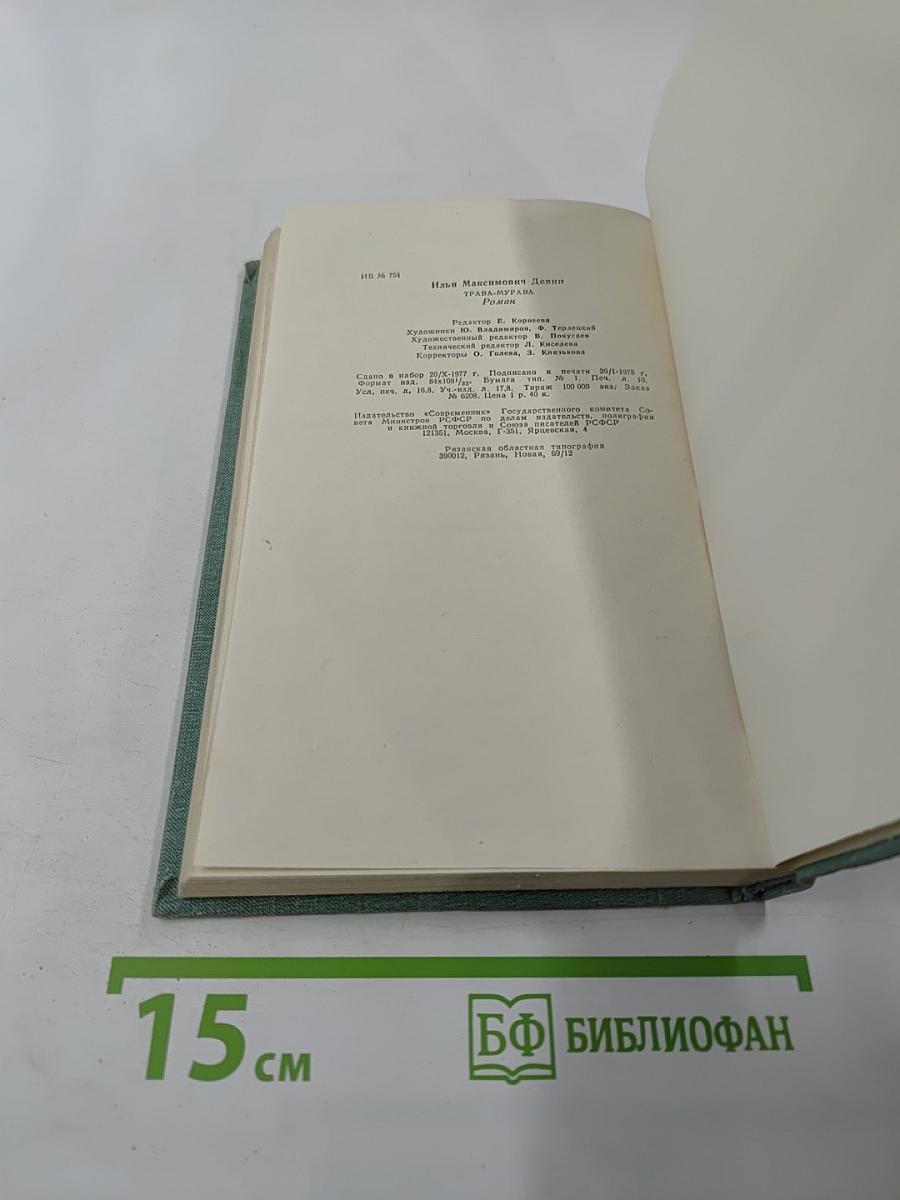 ИБ № 754
Илья Максимович Девин
ТРАВА-МУРАВА
Роман
Редактор Е. Корнеева
Художники Ю. Владимиров, Ф. Терлецкий
Художественный редактор В. Покусаев
Технический редактор Л. Киселева
Корректоры О. Голева, З. Князькова
Сдано в набор 20/X-1977 г. Подписано к печати 26/I-1978 г.
Формат изд. 84х108¹/₃₂. Бумага тип. № 1. Печ. л. 10.
Усл. печ. л. 16,8. Уч.-изд. л. 17,8. Тираж 100 000 экз. Заказ
№ 6208. Цена 1 р. 40 к.
Издательство «Современник» Государственного комитета Со-
вета Министров РСФСР по делам издательств, полиграфии
и книжной торговли и Союза писателей РСФСР
121351, Москва, Г-351, Ярцевская, 4
Рязанская областная типография
390012, Рязань, Новая, 69/12
15 см
БФ БИБЛИОФАН